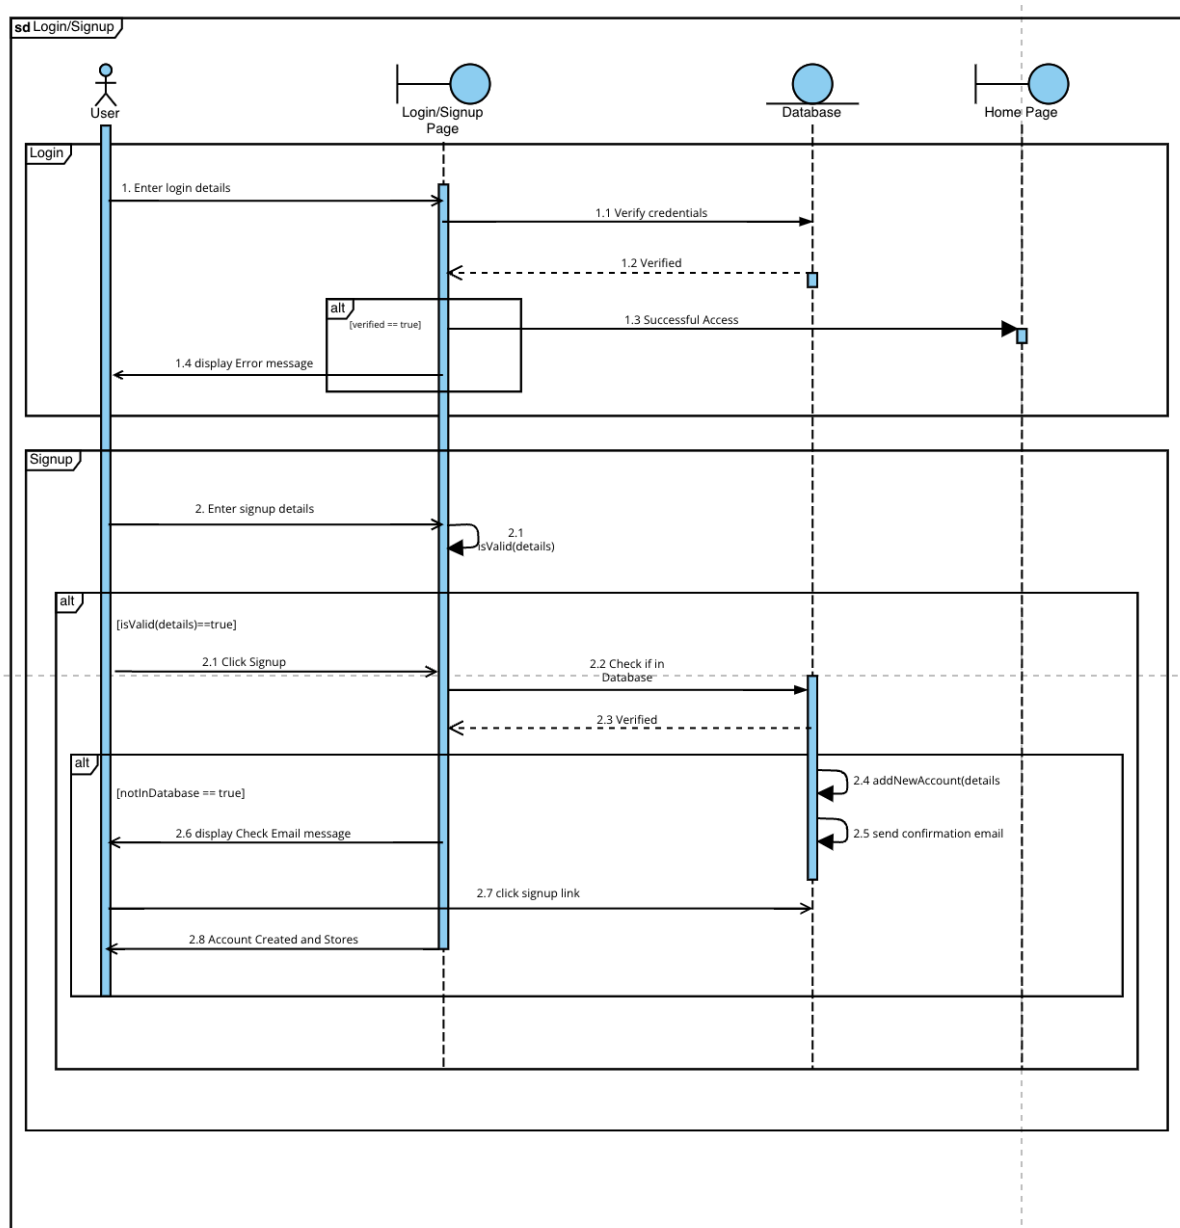 sd Login/Signup
User
Login/Signup
Page
Database
Home Page
Login
1. Enter login details
1.1 Verify credentials
1.2 Verified
alt
[verified == true]
1.3 Successful Access
1.4 display Error message
Signup
2. Enter signup details
2.1
isValid(details)
alt
[isValid(details)==true]
2.1 Click Signup
2.2 Check if in
Database
2.3 Verified
alt
[notInDatabase == true]
2.4 addNewAccount(details
2.5 send confirmation email
2.6 display Check Email message
2.7 click signup link
2.8 Account Created and Stores